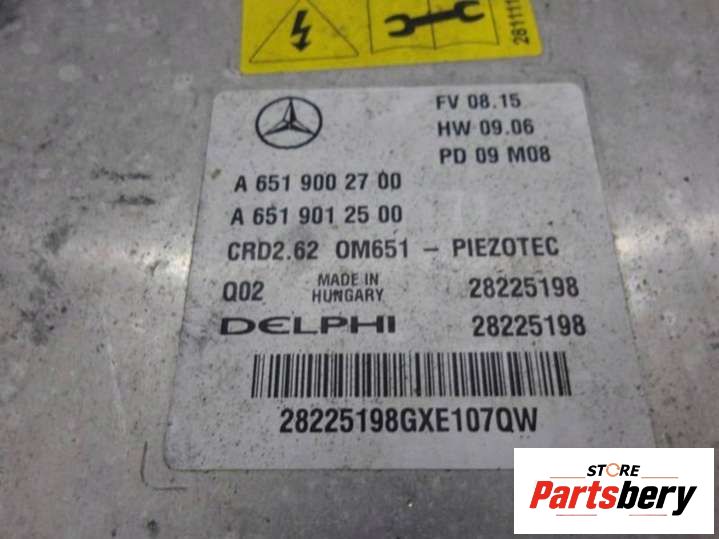 281111
FV 08.15
HW 09.06
PD 09 M08
A 651 900 27 00
A 651 901 25 00
CRD2.62 OM651 - PIEZOTEC
Q02 MADE IN HUNGARY 28225198
DELPHI 28225198
28225198GXE107QW
STORE
Partsbery